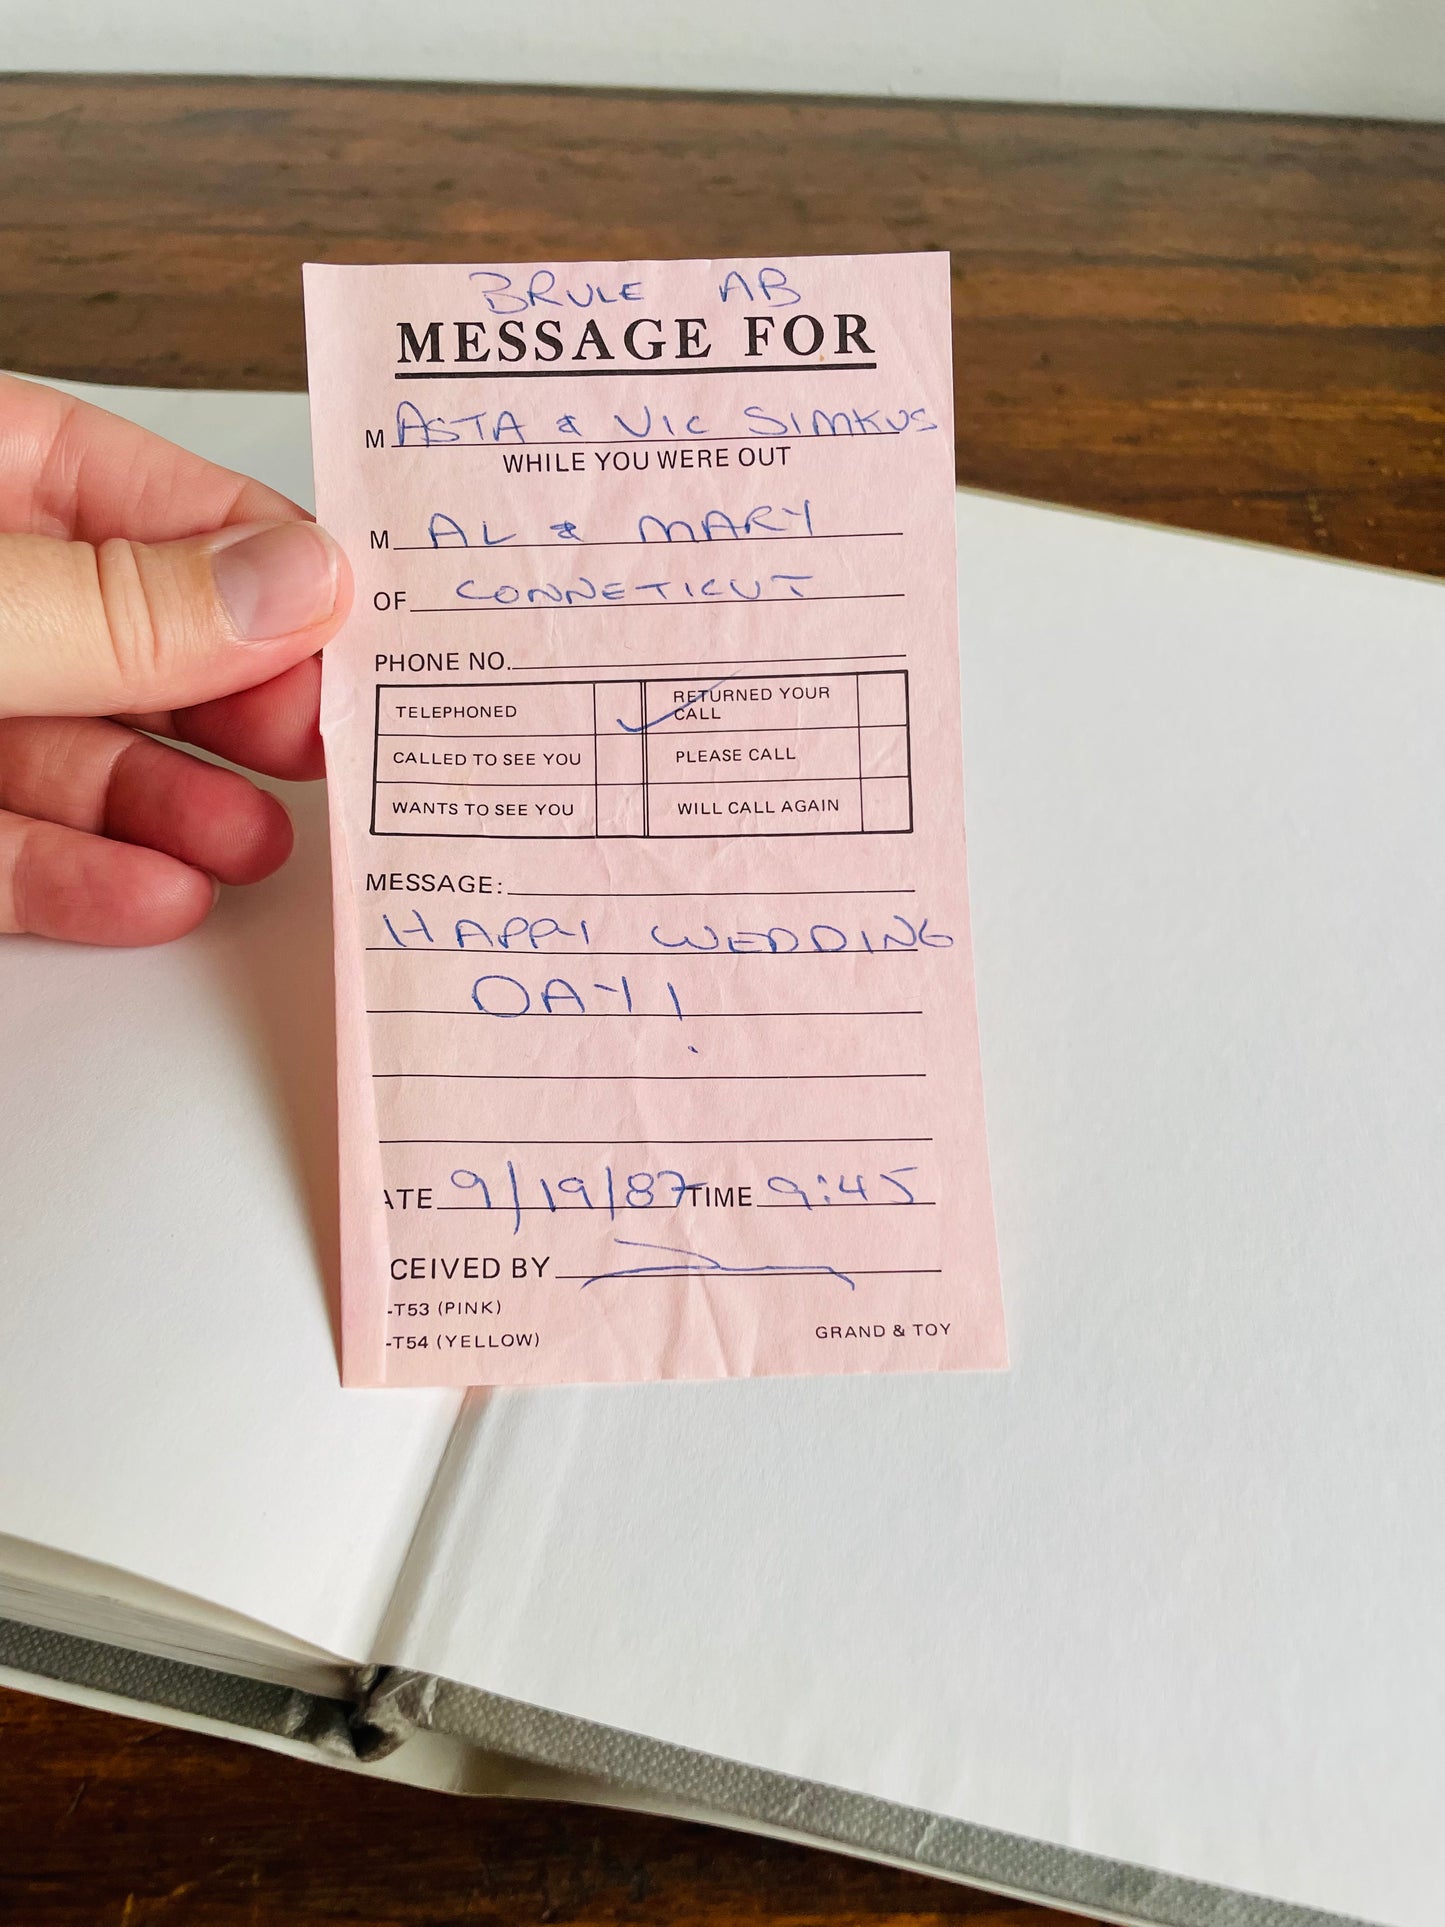 BRULE AB
MESSAGE FOR
M ASTA & VIC SIMKUS
WHILE YOU WERE OUT
M AL & MARY
OF CONNETICUT
PHONE NO.
TELEPHONED ✓ RETURNED YOUR CALL
CALLED TO SEE YOU PLEASE CALL
WANTS TO SEE YOU WILL CALL AGAIN
MESSAGE:
HAPPY WEDDING
DAY!
ATE 9/19/87 TIME 9:45
CEIVED BY
-T53 (PINK)
-T54 (YELLOW) GRAND & TOY